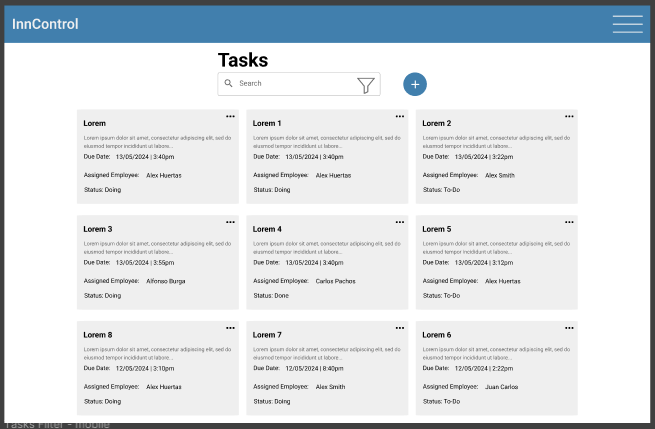 InnControl
Tasks
Search
Lorem
Lorem ipsum dolor sit amet, consectetur adipiscing elit, sed do
eiusmod tempor incididunt ut labore...
Due Date: 13/05/2024 | 3:40pm
Assigned Employee: Alex Huertas
Status: Doing
Lorem 1
Lorem ipsum dolor sit amet, consectetur adipiscing elit, sed do
eiusmod tempor incididunt ut labore...
Due Date: 13/05/2024 | 3:40pm
Assigned Employee: Alex Huertas
Status: Doing
Lorem 2
Lorem ipsum dolor sit amet, consectetur adipiscing elit, sed do
eiusmod tempor incididunt ut labore...
Due Date: 13/05/2024 | 3:22pm
Assigned Employee: Alex Smith
Status: To-Do
Lorem 3
Lorem ipsum dolor sit amet, consectetur adipiscing elit, sed do
eiusmod tempor incididunt ut labore...
Due Date: 13/05/2024 | 3:55pm
Assigned Employee: Alfonso Burga
Status: Doing
Lorem 4
Lorem ipsum dolor sit amet, consectetur adipiscing elit, sed do
eiusmod tempor incididunt ut labore...
Due Date: 13/05/2024 | 3:40pm
Assigned Employee: Carlos Pachos
Status: Done
Lorem 5
Lorem ipsum dolor sit amet, consectetur adipiscing elit, sed do
eiusmod tempor incididunt ut labore...
Due Date: 13/05/2024 | 3:12pm
Assigned Employee: Alex Huertas
Status: To-Do
Lorem 8
Lorem ipsum dolor sit amet, consectetur adipiscing elit, sed do
eiusmod tempor incididunt ut labore...
Due Date: 12/05/2024 | 3:10pm
Assigned Employee: Alex Huertas
Status: Doing
Lorem 7
Lorem ipsum dolor sit amet, consectetur adipiscing elit, sed do
eiusmod tempor incididunt ut labore...
Due Date: 12/05/2024 | 8:40pm
Assigned Employee: Alex Smith
Status: Doing
Lorem 6
Lorem ipsum dolor sit amet, consectetur adipiscing elit, sed do
eiusmod tempor incididunt ut labore...
Due Date: 12/05/2024 | 2:22pm
Assigned Employee: Juan Carlos
Status: To-Do
Tasks Filter - mobile